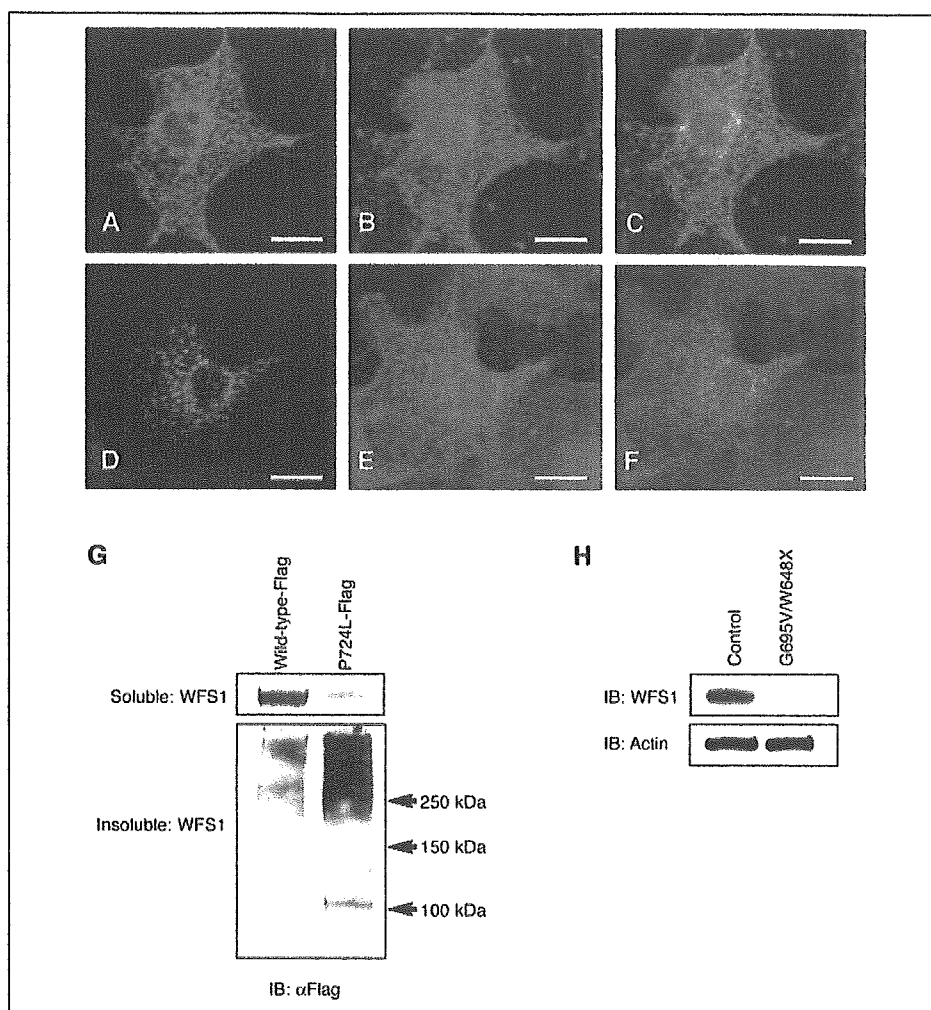 A
B
C
D
E
F
G
H
Wild-type-Flag
P724L-Flag
Control
G695V/W648X
Soluble: WFS1
IB: WFS1
IB: Actin
250 kDa
Insoluble: WFS1
150 kDa
100 kDa
IB: αFlag